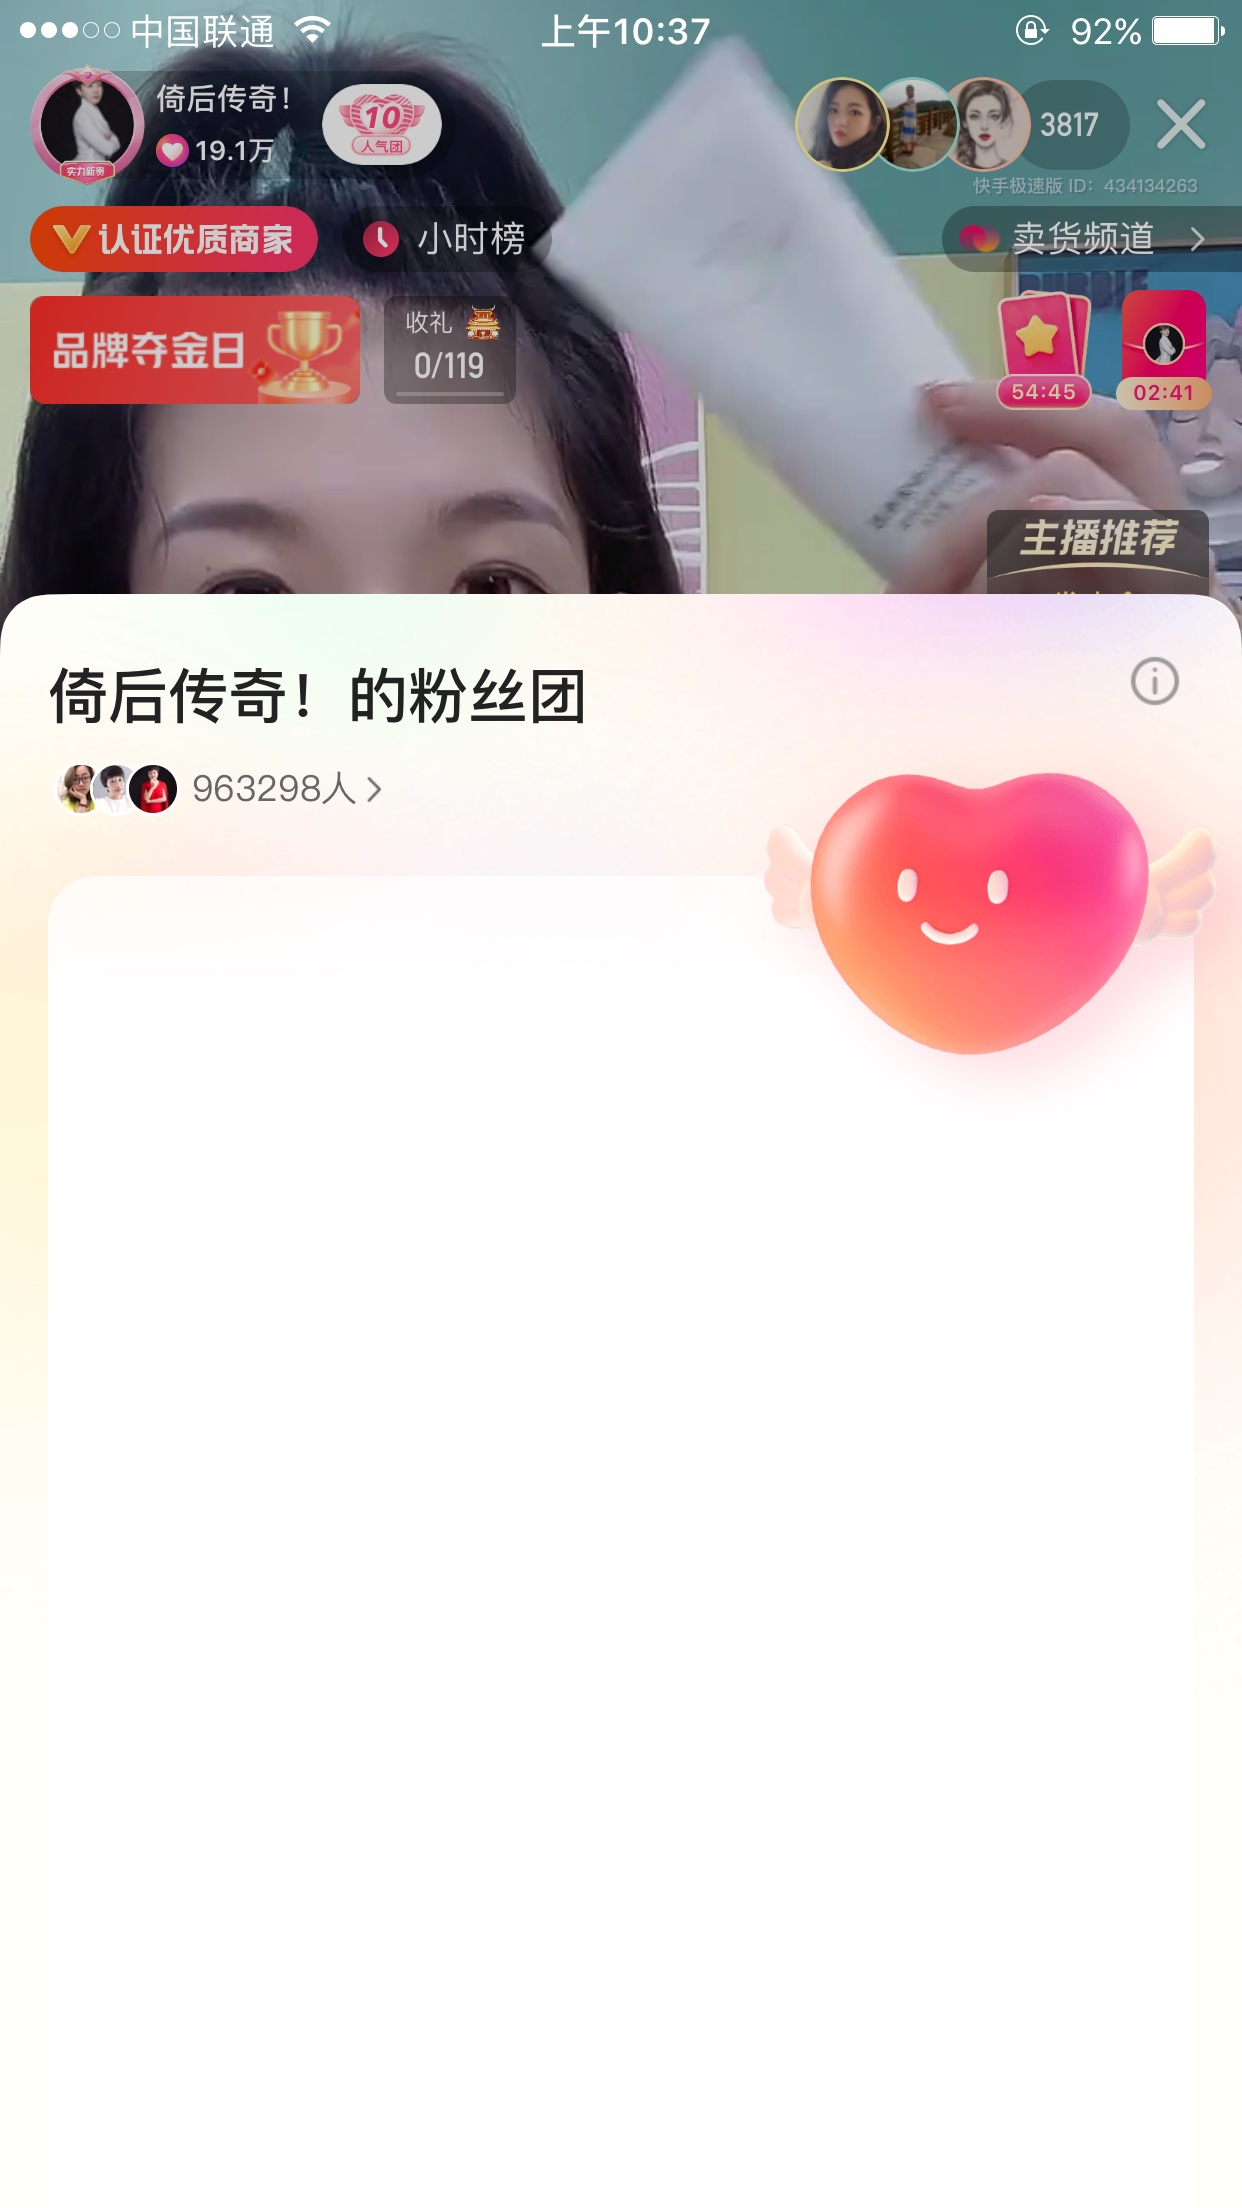 中国联通
上午10:37
92%
倚后传奇！
19.1万
实力新贵
10
人气团
3817
快手极速版 ID：434134263
认证优质商家
小时榜
卖货频道
品牌夺金日
收礼
0/119
54:45
02:41
主播推荐
倚后传奇！的粉丝团
963298人